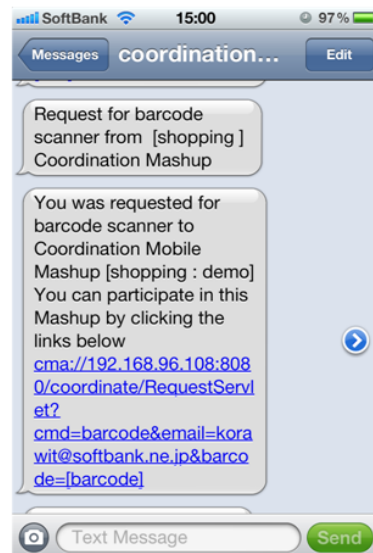 SoftBank 15:00 97%
Messages coordination... Edit
Request for barcode
scanner from [shopping ]
Coordination Mashup
You was requested for
barcode scanner to
Coordination Mobile
Mashup [shopping : demo]
You can participate in this
Mashup by clicking the
links below
cma://192.168.96.108:808
0/coordinate/RequestServl
et?
cmd=barcode&email=kora
wit@softbank.ne.jp&barco
de=[barcode]
Text Message Send